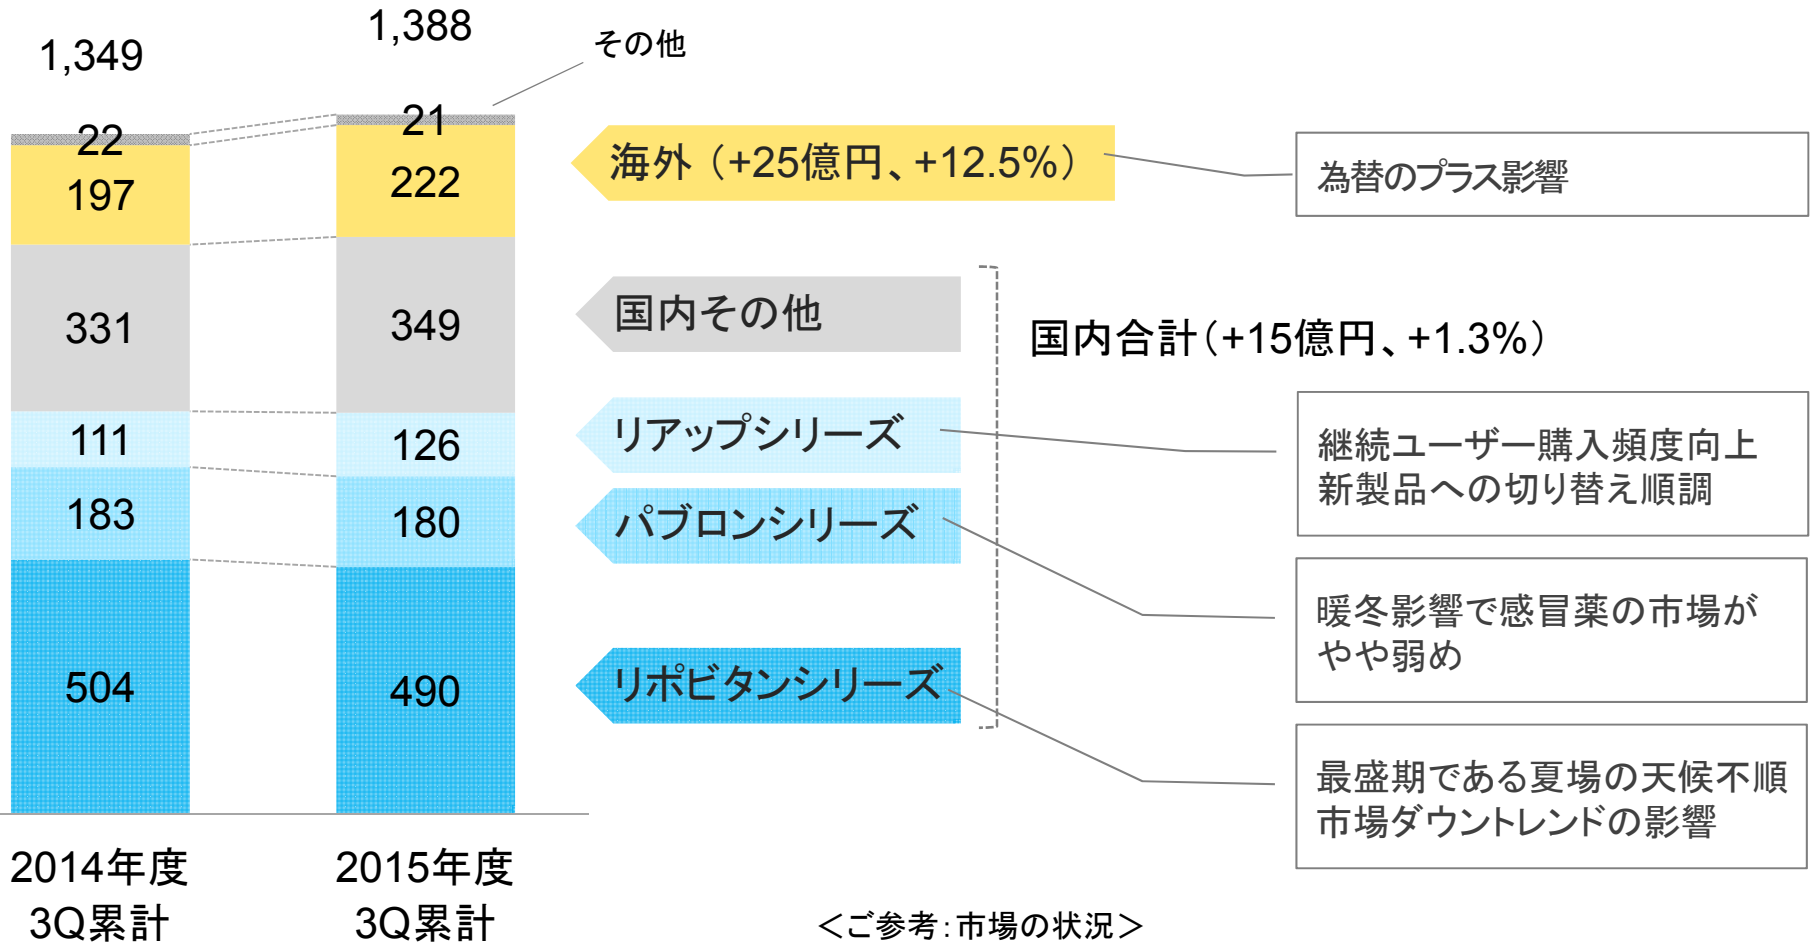 1,349
1,388
その他
22
21
197
222
海外（+25億円、+12.5%）
為替のプラス影響
331
349
国内その他
国内合計（+15億円、+1.3%）
111
126
リアップシリーズ
継続ユーザー購入頻度向上
新製品への切り替え順調
183
180
パブロンシリーズ
暖冬影響で感冒薬の市場が
やや弱め
504
490
リポビタンシリーズ
最盛期である夏場の天候不順
市場ダウントレンドの影響
2014年度
3Q累計
2015年度
3Q累計
＜ご参考：市場の状況＞